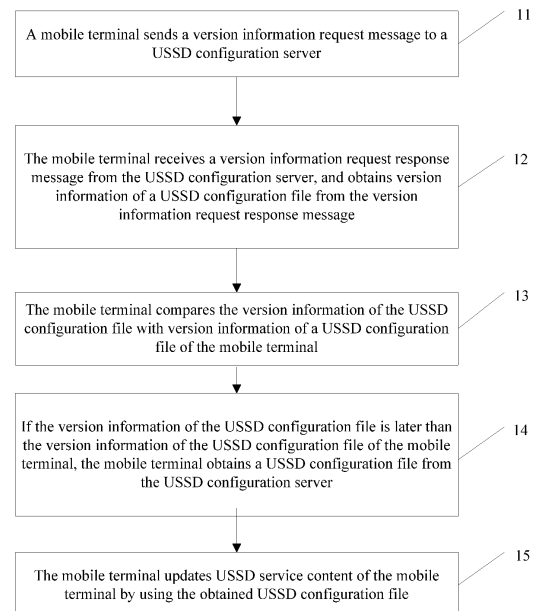 11
A mobile terminal sends a version information request message to a
USSD configuration server
12
The mobile terminal receives a version information request response
message from the USSD configuration server, and obtains version
information of a USSD configuration file from the version
information request response message
13
The mobile terminal compares the version information of the USSD
configuration file with version information of a USSD configuration
file of the mobile terminal
14
If the version information of the USSD configuration file is later than
the version information of the USSD configuration file of the mobile
terminal, the mobile terminal obtains a USSD configuration file from
the USSD configuration server
15
The mobile terminal updates USSD service content of the mobile
terminal by using the obtained USSD configuration file